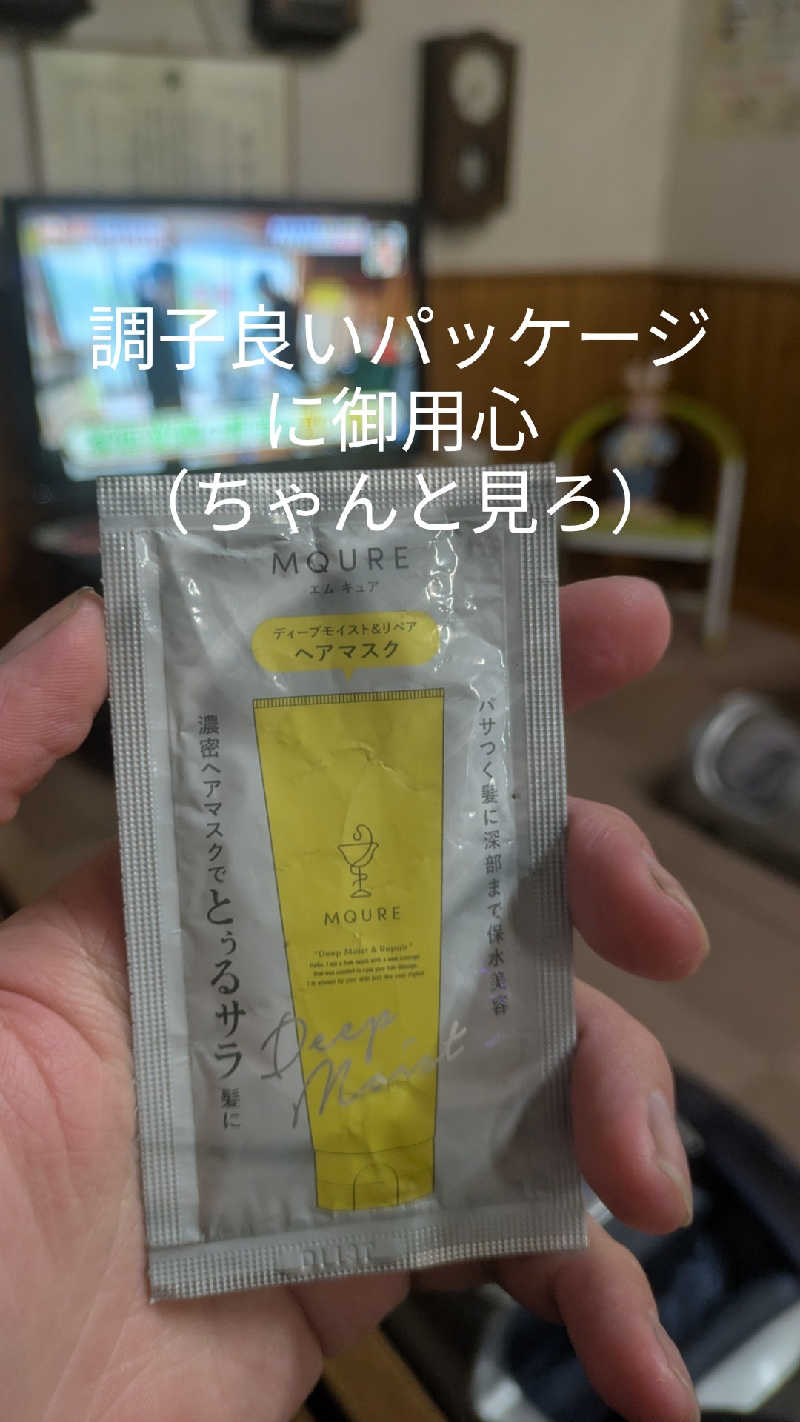 調子良いパッケージ
に御用心
（ちゃんと見ろ）
MQURE
エム キュア
ディープモイスト&リペア
ヘアマスク
バサつく髪に深部まで保水美容
濃密ヘアマスクでとぅるサラ髪に
MQURE
"Deep Moist & Repair"
Deep
Moist